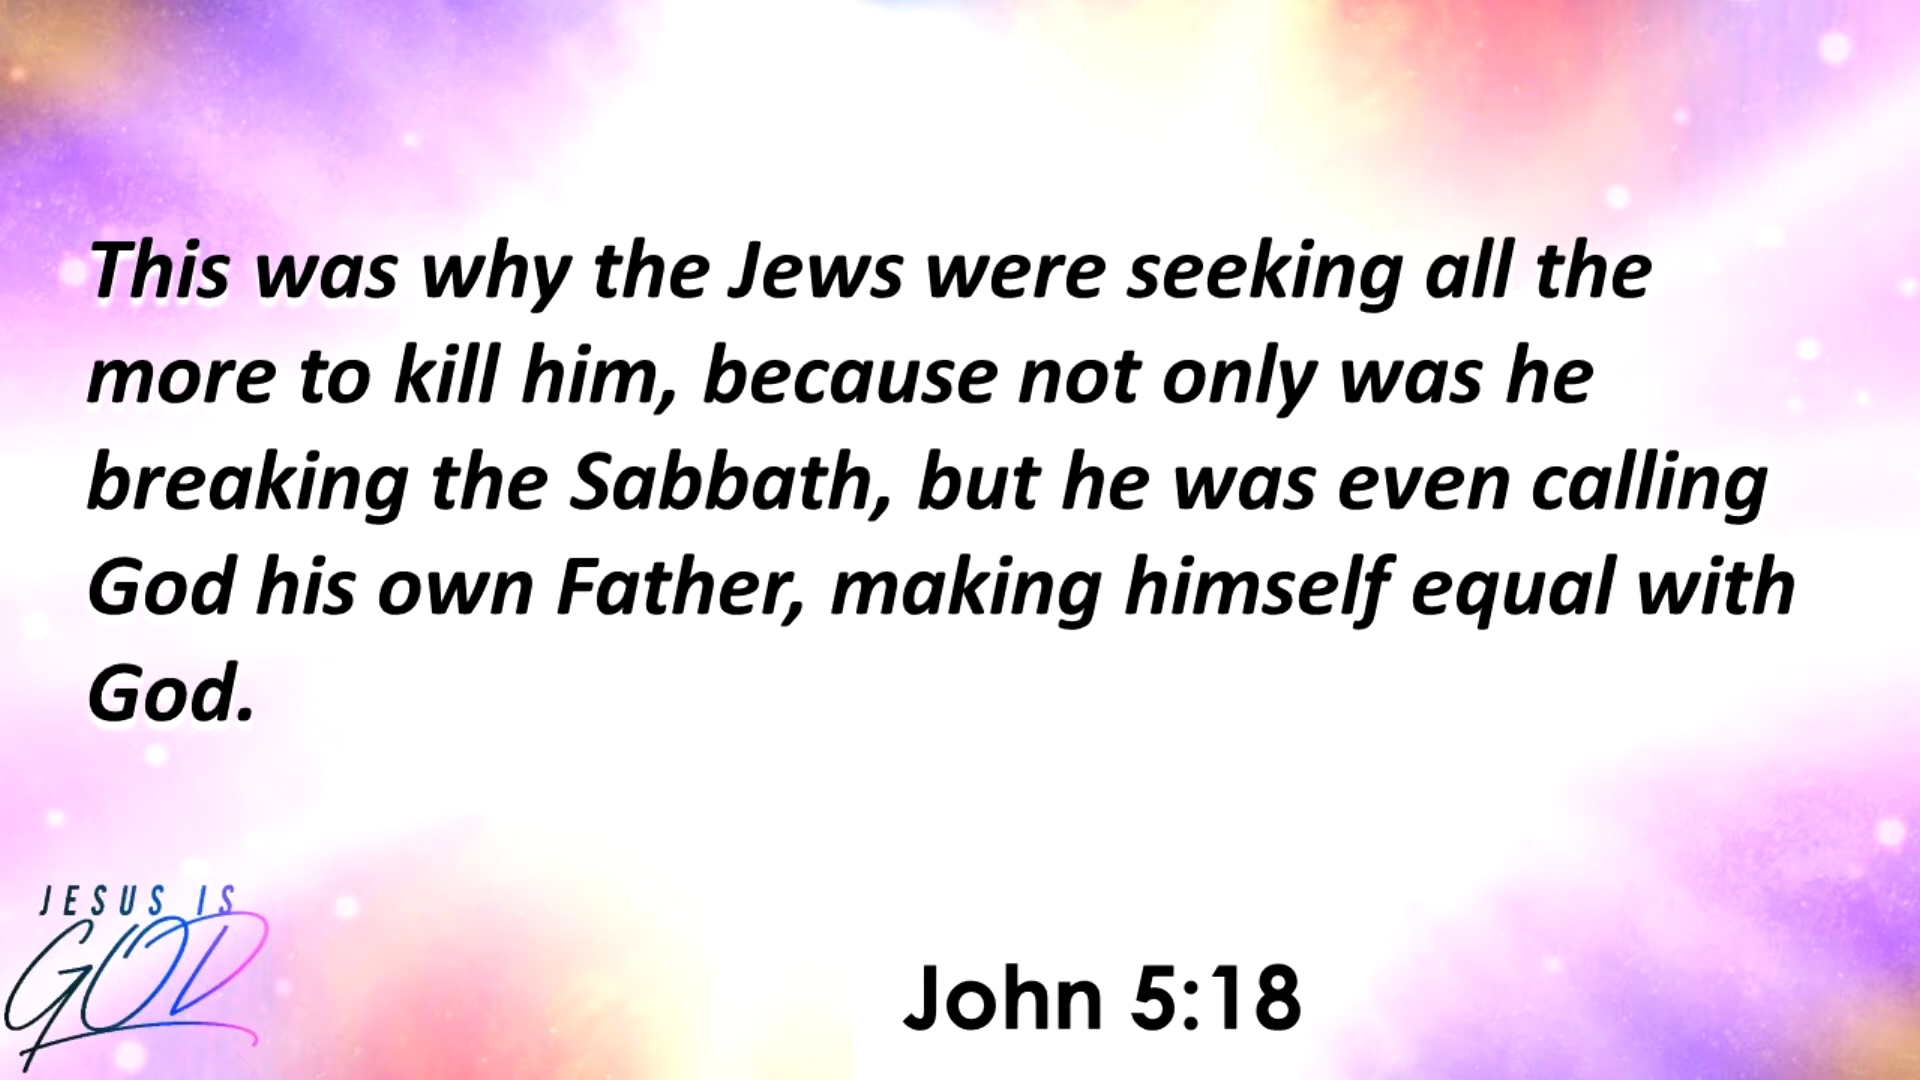 This was why the Jews were seeking all the
more to kill him, because not only was he
breaking the Sabbath, but he was even calling
God his own Father, making himself equal with
God.
JESUS IS
GOD
John 5:18